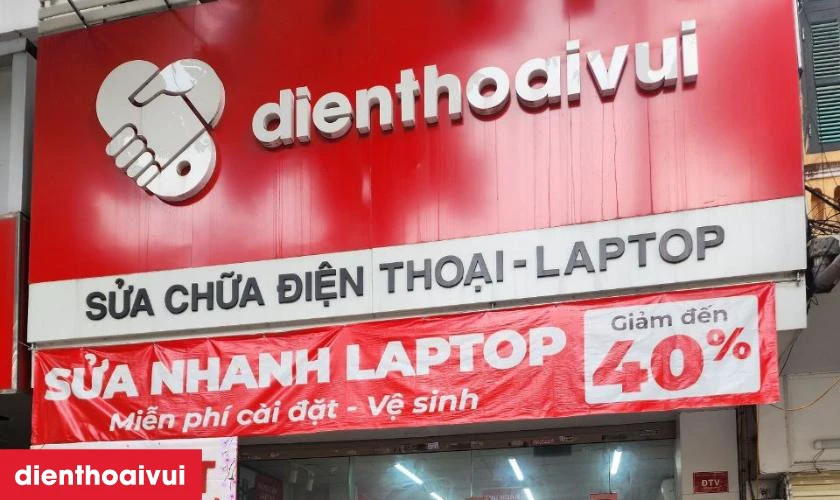 dienthoaivui
SỬA CHỮA ĐIỆN THOẠI - LAPTOP
SỬA NHANH LAPTOP
Giảm đến
40%
Miễn phí cài đặt - Vệ sinh
dienthoaivui
ĐTV